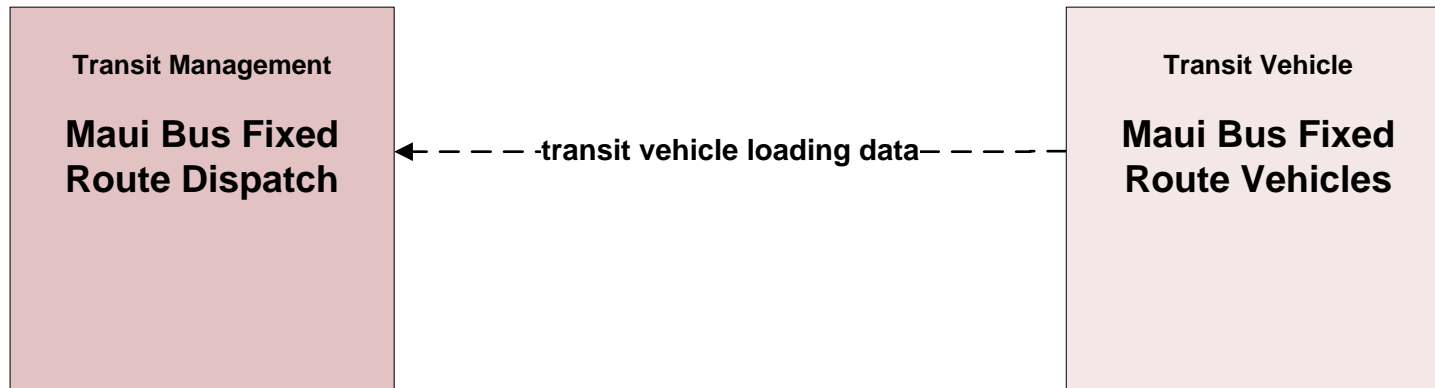 Transit Management
Maui Bus Fixed
Route Dispatch
transit vehicle loading data
Transit Vehicle
Maui Bus Fixed
Route Vehicles